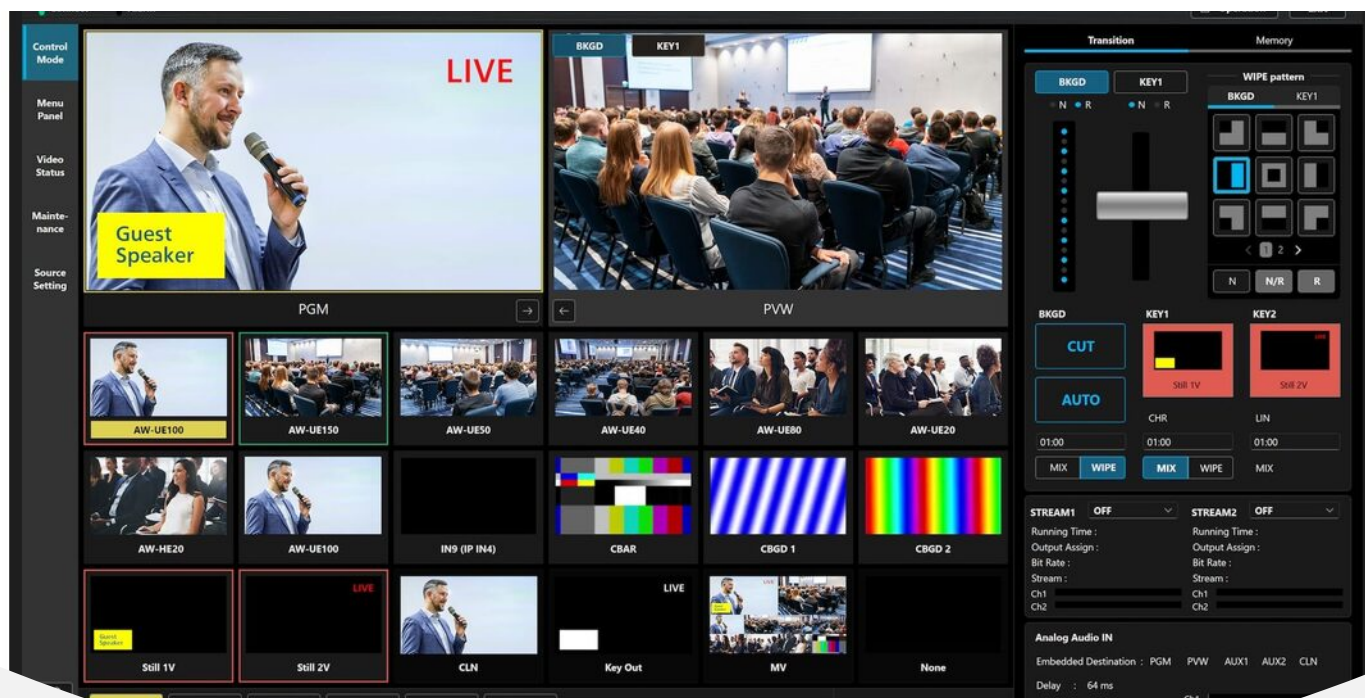 Control
Mode
Menu
Panel
Video
Status
Mainte-
nance
Source
Setting
LIVE
Guest
Speaker
BKGD KEY1
PGM → ← PVW
AW-UE100 AW-UE150 AW-UE50 AW-UE40 AW-UE80 AW-UE20
AW-HE20 AW-UE100 IN9 (IP IN4) CBAR CBGD 1 CBGD 2
LIVE
Guest
Speaker
LIVE
LIVE
Still 1V Still 2V CLN Key Out MV None
Transition Memory
BKGD KEY1
N R N R
WIPE pattern
BKGD KEY1
< 1 2 >
N N/R R
BKGD KEY1 KEY2
CUT
AUTO
Still 1V
LIVE
Still 2V
CHR LIN
01:00 01:00 01:00
MIX WIPE MIX WIPE MIX
STREAM1 OFF STREAM2 OFF
Running Time : Running Time :
Output Assign : Output Assign :
Bit Rate : Bit Rate :
Stream : Stream :
Ch1 Ch1
Ch2 Ch2
Analog Audio IN
Embedded Destination : PGM PVW AUX1 AUX2 CLN
Delay : 64 ms